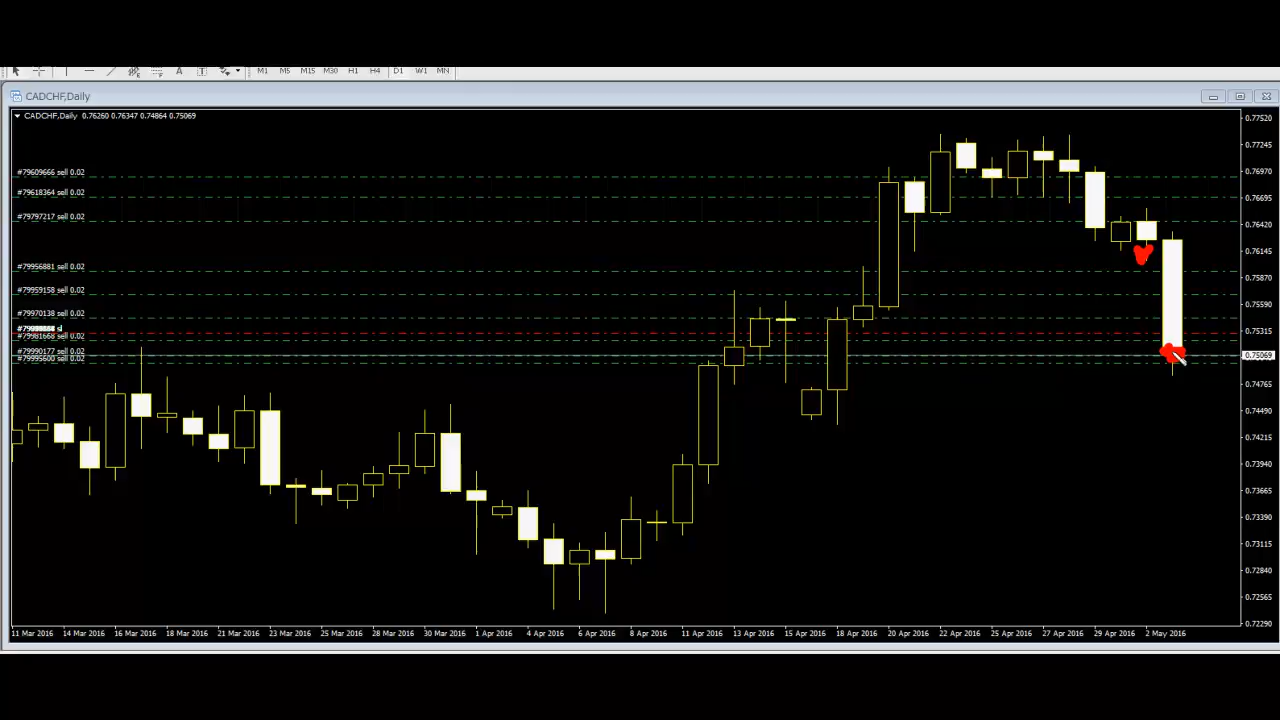 A T M1 M5 M15 M30 H1 H4 D1 W1 MN
CADCHF,Daily
CADCHF,Daily 0.76260 0.76347 0.74864 0.75069
0.77520
0.77245
#79609666 sell 0.02
0.76970
#79618364 sell 0.02
0.76695
#79797217 sell 0.02
0.76420
0.76145
#79956881 sell 0.02
0.75870
#79959158 sell 0.02
0.75590
#79970138 sell 0.02
0.75315
#79981666 sell 0.02
#79990177 sell 0.02
0.75069
#79995600 sell 0.02
0.74765
0.74490
0.74215
0.73940
0.73665
0.73390
0.73115
0.72840
0.72565
0.72290
11 Mar 2016 14 Mar 2016 16 Mar 2016 18 Mar 2016 21 Mar 2016 23 Mar 2016 25 Mar 2016 28 Mar 2016 30 Mar 2016 1 Apr 2016 4 Apr 2016 6 Apr 2016 8 Apr 2016 11 Apr 2016 13 Apr 2016 15 Apr 2016 18 Apr 2016 20 Apr 2016 22 Apr 2016 25 Apr 2016 27 Apr 2016 29 Apr 2016 2 May 2016